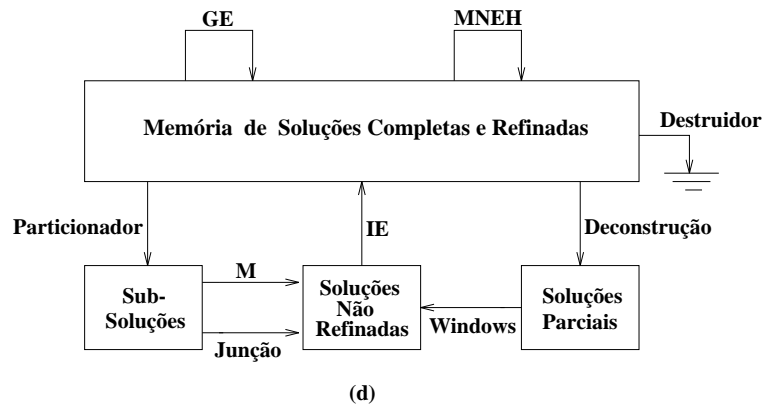 GE
MNEH
Memória de Soluções Completas e Refinadas
Destruidor
Particionador
IE
Deconstrução
Sub-
Soluções
M
Junção
Soluções
Não
Refinadas
Windows
Soluções
Parciais
(d)